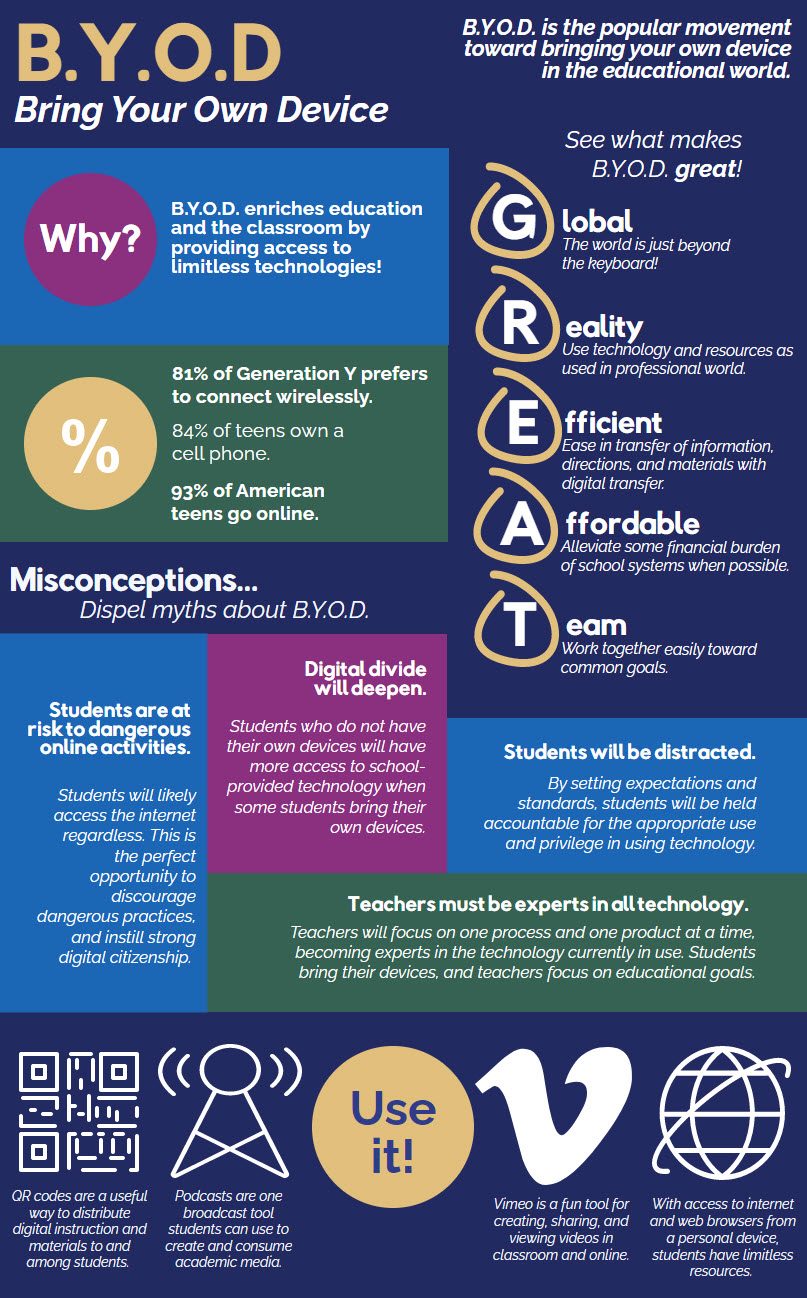 B.Y.O.D
Bring Your Own Device
B.Y.O.D. is the popular movement
toward bringing your own device
in the educational world.
Why?
B.Y.O.D. enriches education
and the classroom by
providing access to
limitless technologies!
%
81% of Generation Y prefers
to connect wirelessly.
84% of teens own a
cell phone.
93% of American
teens go online.
See what makes
B.Y.O.D. great!
Global
The world is just beyond
the keyboard!
Reality
Use technology and resources as
used in professional world.
Efficient
Ease in transfer of information,
directions, and materials with
digital transfer.
Affordable
Alleviate some financial burden
of school systems when possible.
Team
Work together easily toward
common goals.
Misconceptions...
Dispel myths about B.Y.O.D.
Students are at
risk to dangerous
online activities.
Students will likely
access the internet
regardless. This is
the perfect
opportunity to
discourage
dangerous practices,
and instill strong
digital citizenship.
Digital divide
will deepen.
Students who do not have
their own devices will have
more access to school-
provided technology when
some students bring their
own devices.
Students will be distracted.
By setting expectations and
standards, students will be held
accountable for the appropriate use
and privilege in using technology.
Teachers must be experts in all technology.
Teachers will focus on one process and one product at a time,
becoming experts in the technology currently in use. Students
bring their devices, and teachers focus on educational goals.
QR codes are a useful
way to distribute
digital instruction and
materials to and
among students.
Podcasts are one
broadcast tool
students can use to
create and consume
academic media.
Use
it!
Vimeo is a fun tool for
creating, sharing, and
viewing videos in
classroom and online.
With access to internet
and web browsers from
a personal device,
students have limitless
resources.